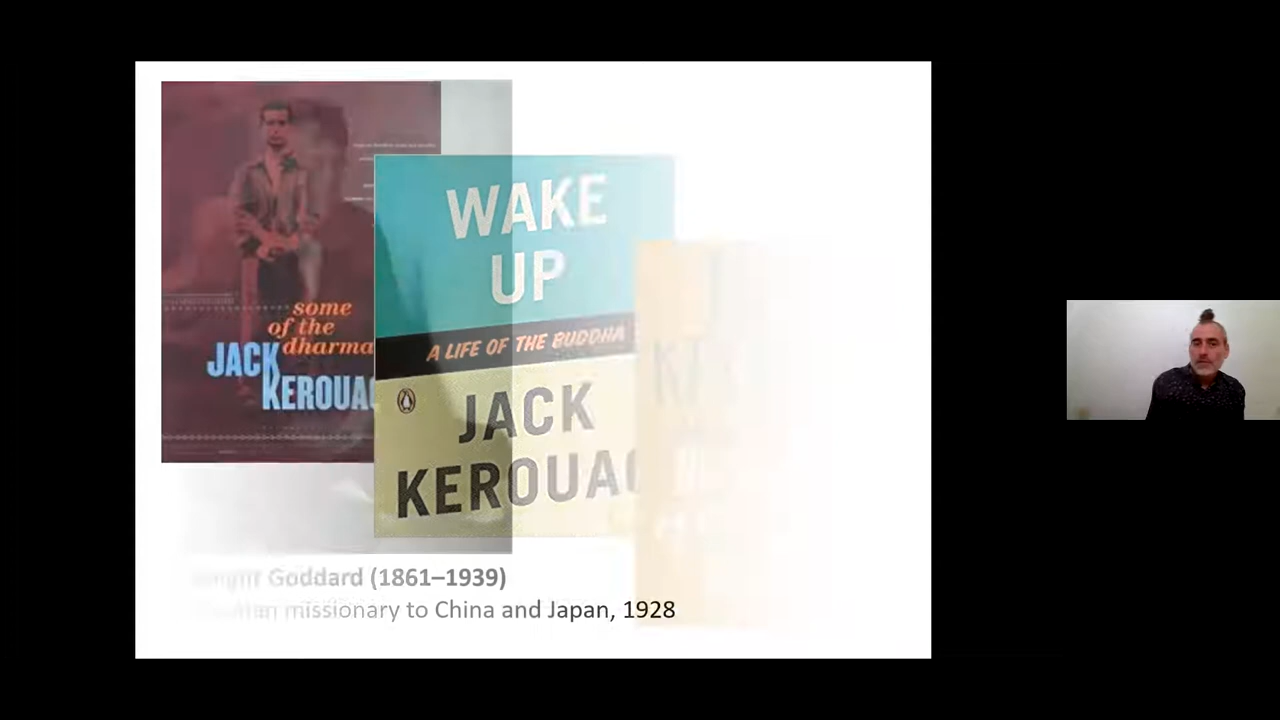 some
of the
dharma
JACK
KEROUAC
WAKE
UP
A LIFE OF THE BUDDHA
JACK
KEROUAC
Goddard (1861–1939)
missionary to China and Japan, 1928